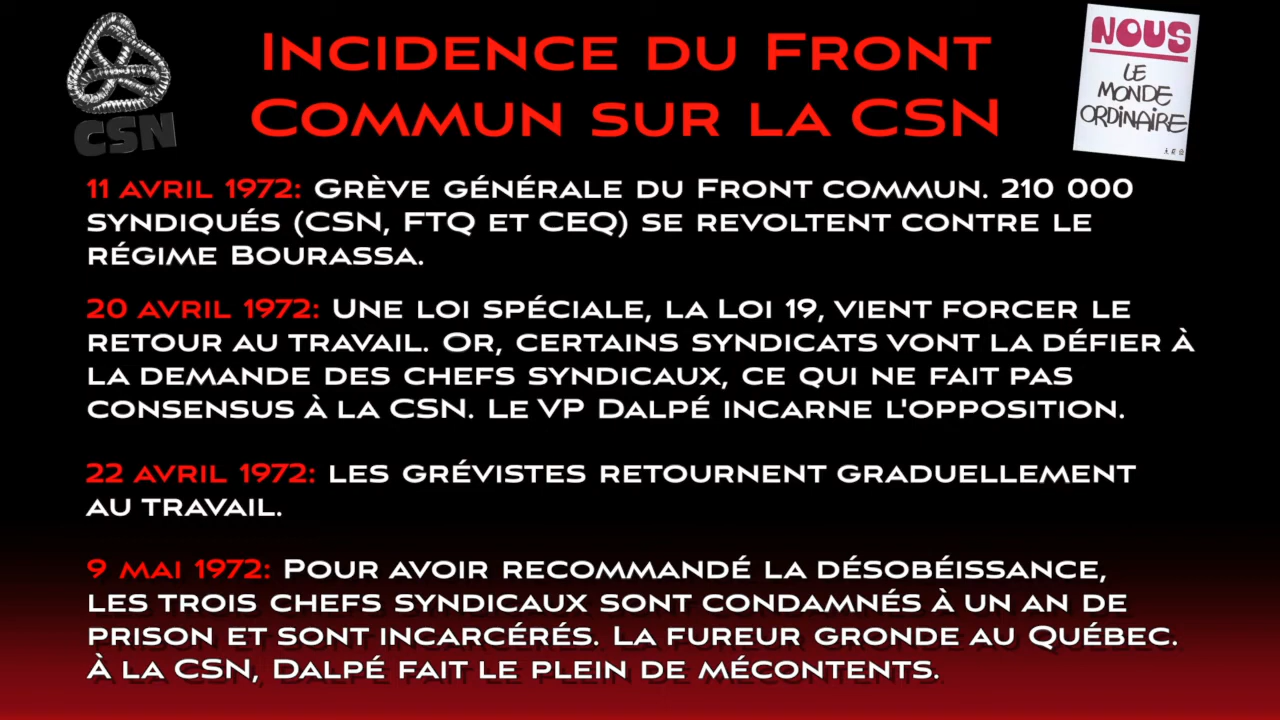 CSN
Incidence du Front
Commun sur la CSN
NOUS
LE
MONDE
ORDINAIRE
11 avril 1972: Grève générale du Front commun. 210 000
syndiqués (CSN, FTQ et CEQ) se revoltent contre le
régime Bourassa.
20 avril 1972: Une loi spéciale, la Loi 19, vient forcer le
retour au travail. Or, certains syndicats vont la défier à
la demande des chefs syndicaux, ce qui ne fait pas
consensus à la CSN. Le VP Dalpé incarne l'opposition.
22 avril 1972: les grévistes retournent graduellement
au travail.
9 mai 1972: Pour avoir recommandé la désobéissance,
les trois chefs syndicaux sont condamnés à un an de
prison et sont incarcérés. La fureur gronde au Québec.
À la CSN, Dalpé fait le plein de mécontents.